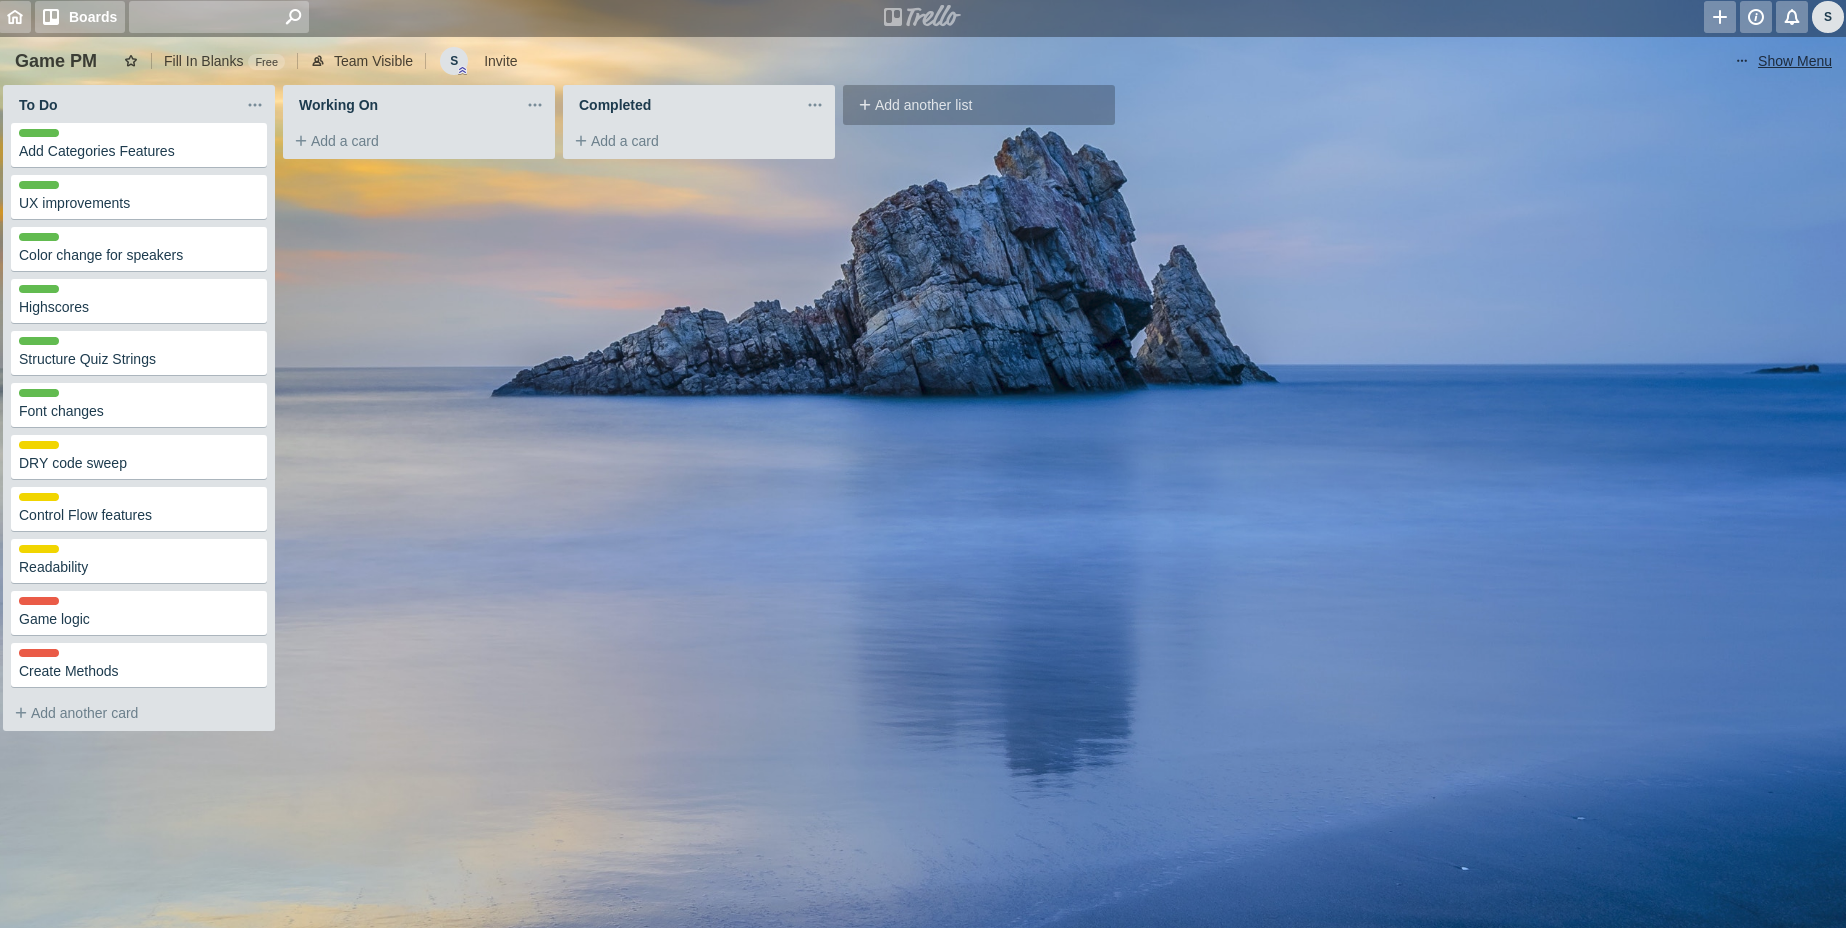 Boards
Trello
S
Game PM
Fill In Blanks Free
Team Visible
S
Invite
Show Menu
To Do
Add Categories Features
UX improvements
Color change for speakers
Highscores
Structure Quiz Strings
Font changes
DRY code sweep
Control Flow features
Readability
Game logic
Create Methods
+ Add another card
Working On
+ Add a card
Completed
+ Add a card
+ Add another list